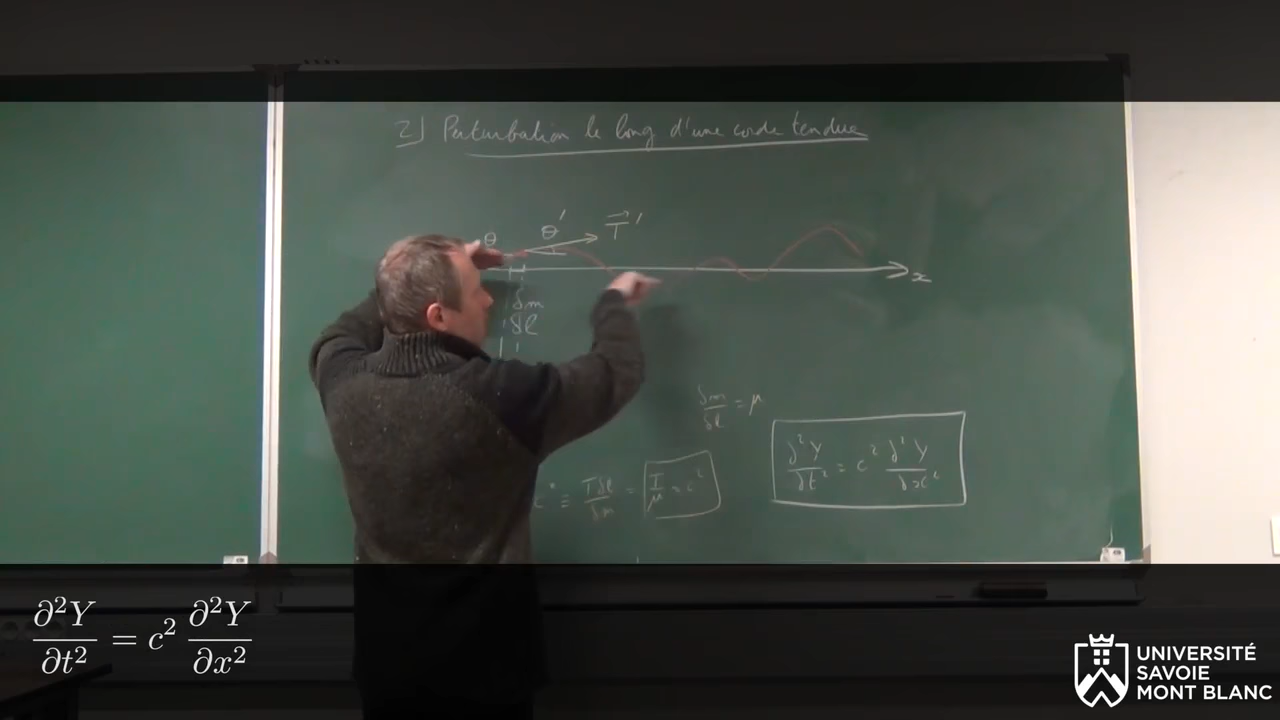 2) Perturbation le long d'une corde tendue
θ θ' T⃗'
x
δm
δl
δm/δl = μ
∂²Y/∂t² = c² ∂²Y/∂x²
c² ≡ Tδl/δm = T/μ = c²
∂²Y/∂t² = c² ∂²Y/∂x²
UNIVERSITÉ
SAVOIE
MONT BLANC